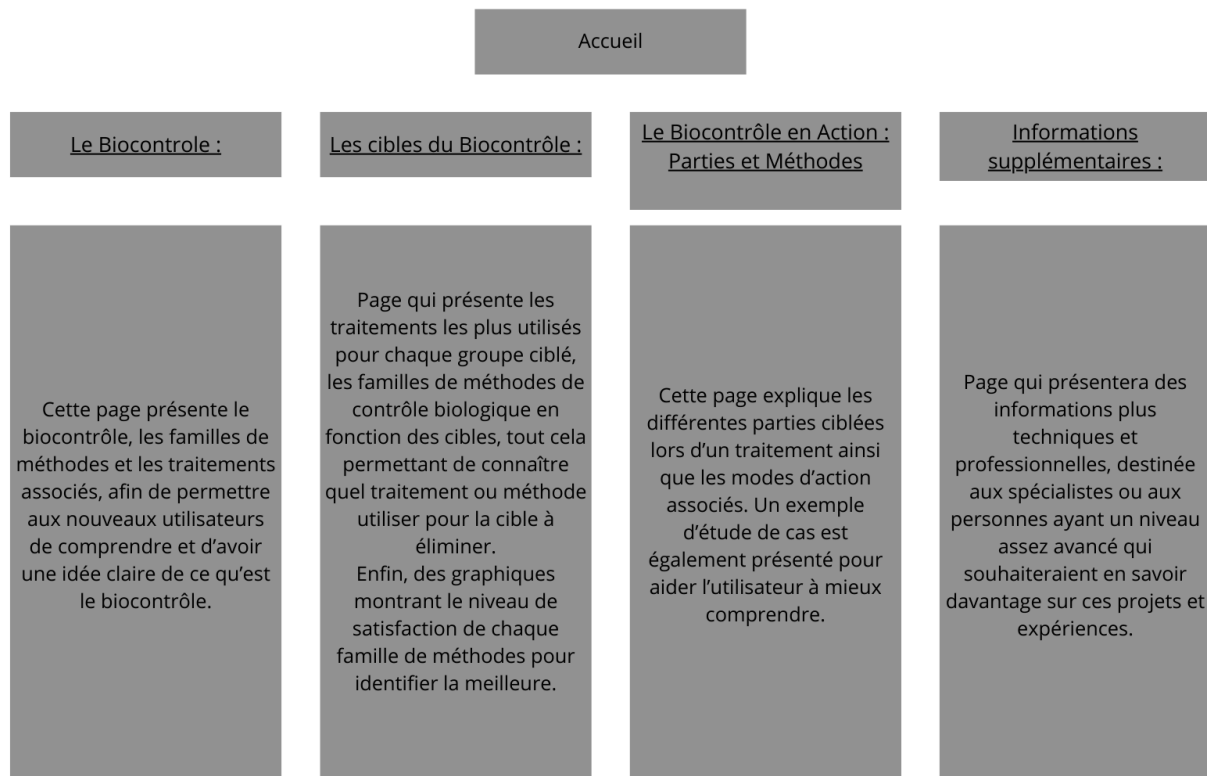 Accueil
Le Biocontrole :
Les cibles du Biocontrôle :
Le Biocontrôle en Action :
Parties et Méthodes
Informations
supplémentaires :
Cette page présente le
biocontrôle, les familles de
méthodes et les traitements
associés, afin de permettre
aux nouveaux utilisateurs
de comprendre et d’avoir
une idée claire de ce qu’est
le biocontrôle.
Page qui présente les
traitements les plus utilisés
pour chaque groupe ciblé,
les familles de méthodes de
contrôle biologique en
fonction des cibles, tout cela
permettant de connaître
quel traitement ou méthode
utiliser pour la cible à
éliminer.
Enfin, des graphiques
montrant le niveau de
satisfaction de chaque
famille de méthodes pour
identifier la meilleure.
Cette page explique les
différentes parties ciblées
lors d’un traitement ainsi
que les modes d’action
associés. Un exemple
d’étude de cas est
également présenté pour
aider l’utilisateur à mieux
comprendre.
Page qui présentera des
informations plus
techniques et
professionnelles, destinée
aux spécialistes ou aux
personnes ayant un niveau
assez avancé qui
souhaiteraient en savoir
davantage sur ces projets et
expériences.